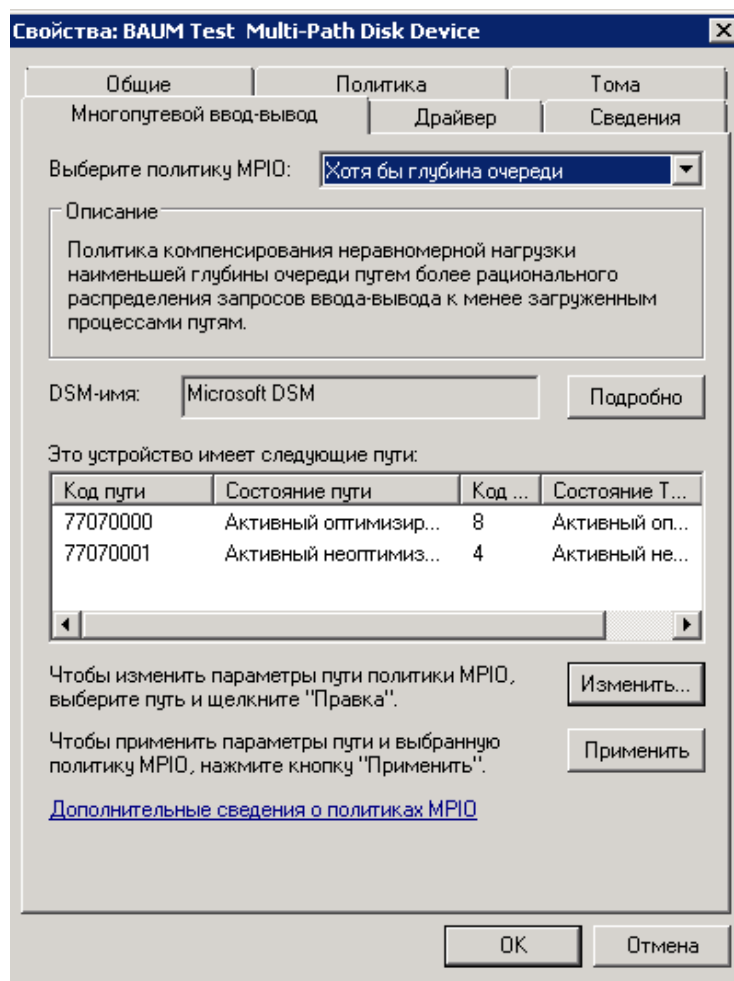 Свойства: BAUM Test Multi-Path Disk Device
Общие
Политика
Тома
Многопутевой ввод-вывод
Драйвер
Сведения
Выберите политику MPIO:
Хотя бы глубина очереди
Описание
Политика компенсирования неравномерной нагрузки
наименьшей глубины очереди путем более рационального
распределения запросов ввода-вывода к менее загруженным
процессами путям.
DSM-имя:
Microsoft DSM
Подробно
Это устройство имеет следующие пути:
Код пути
Состояние пути
Код ...
Состояние Т...
77070000
Активный оптимизир...
8
Активный оп...
77070001
Активный неоптимиз...
4
Активный не...
Чтобы изменить параметры пути политики MPIO,
выберите путь и щелкните "Правка".
Изменить...
Чтобы применить параметры пути и выбранную
политику MPIO, нажмите кнопку "Применить".
Применить
Дополнительные сведения о политиках MPIO
OK
Отмена